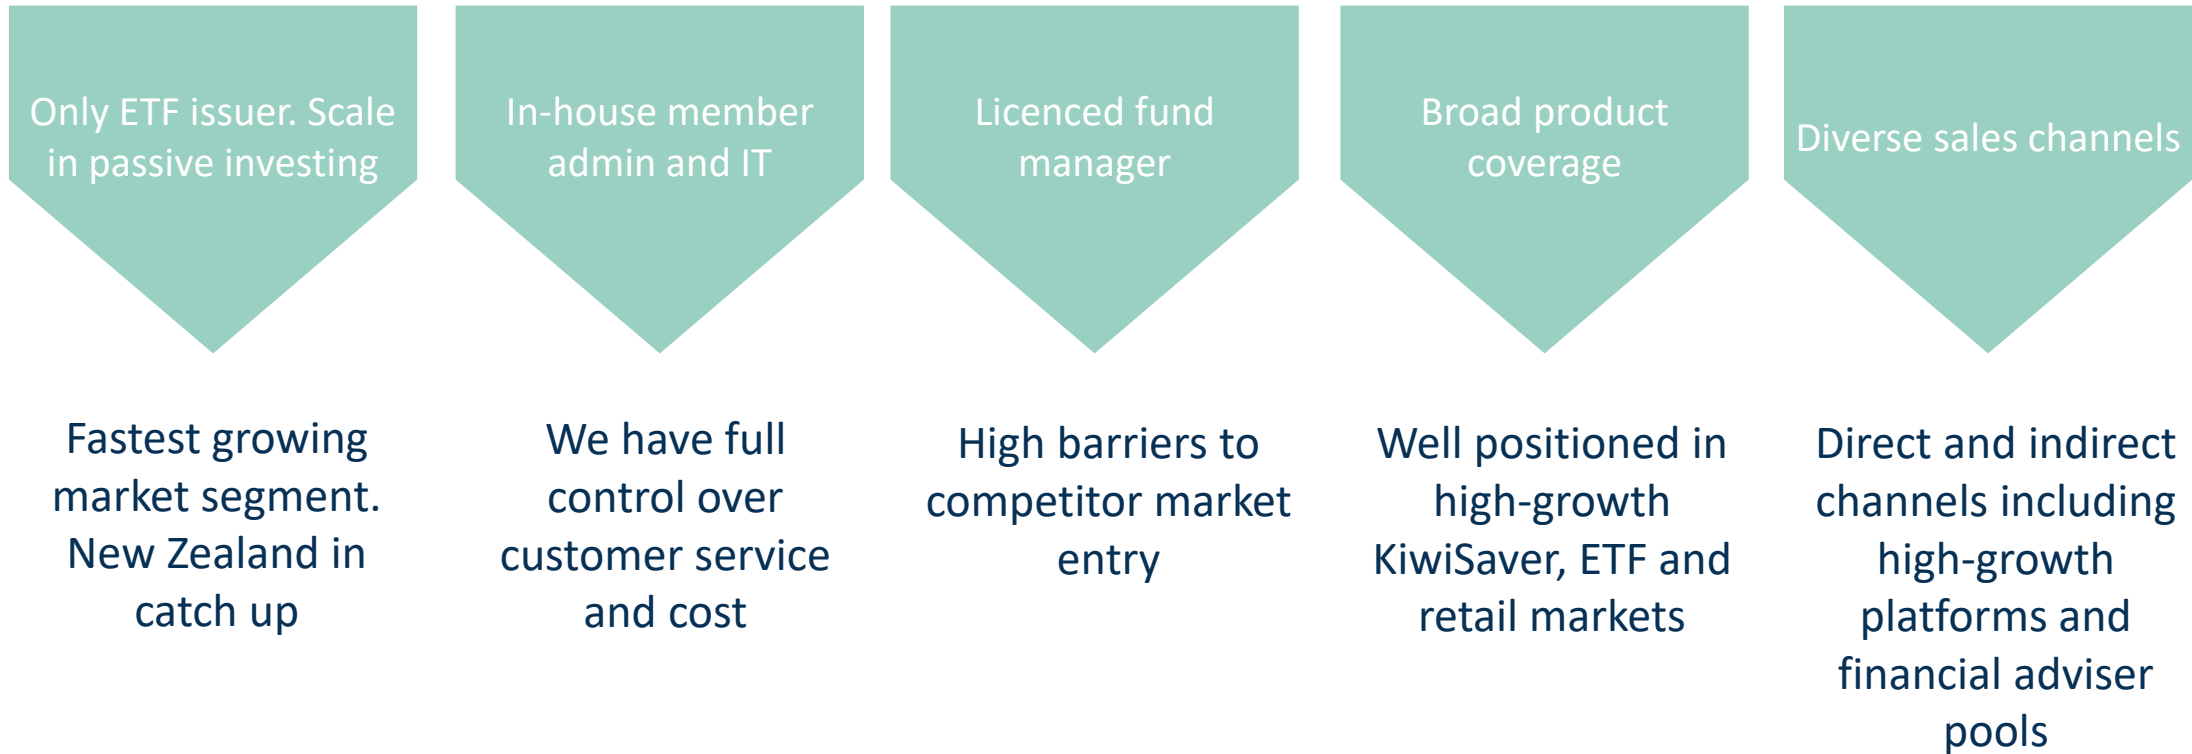 Only ETF issuer. Scale
in passive investing
In-house member
admin and IT
Licenced fund
manager
Broad product
coverage
Diverse sales channels
Fastest growing
market segment.
New Zealand in
catch up
We have full
control over
customer service
and cost
High barriers to
competitor market
entry
Well positioned in
high-growth
KiwiSaver, ETF and
retail markets
Direct and indirect
channels including
high-growth
platforms and
financial adviser
pools